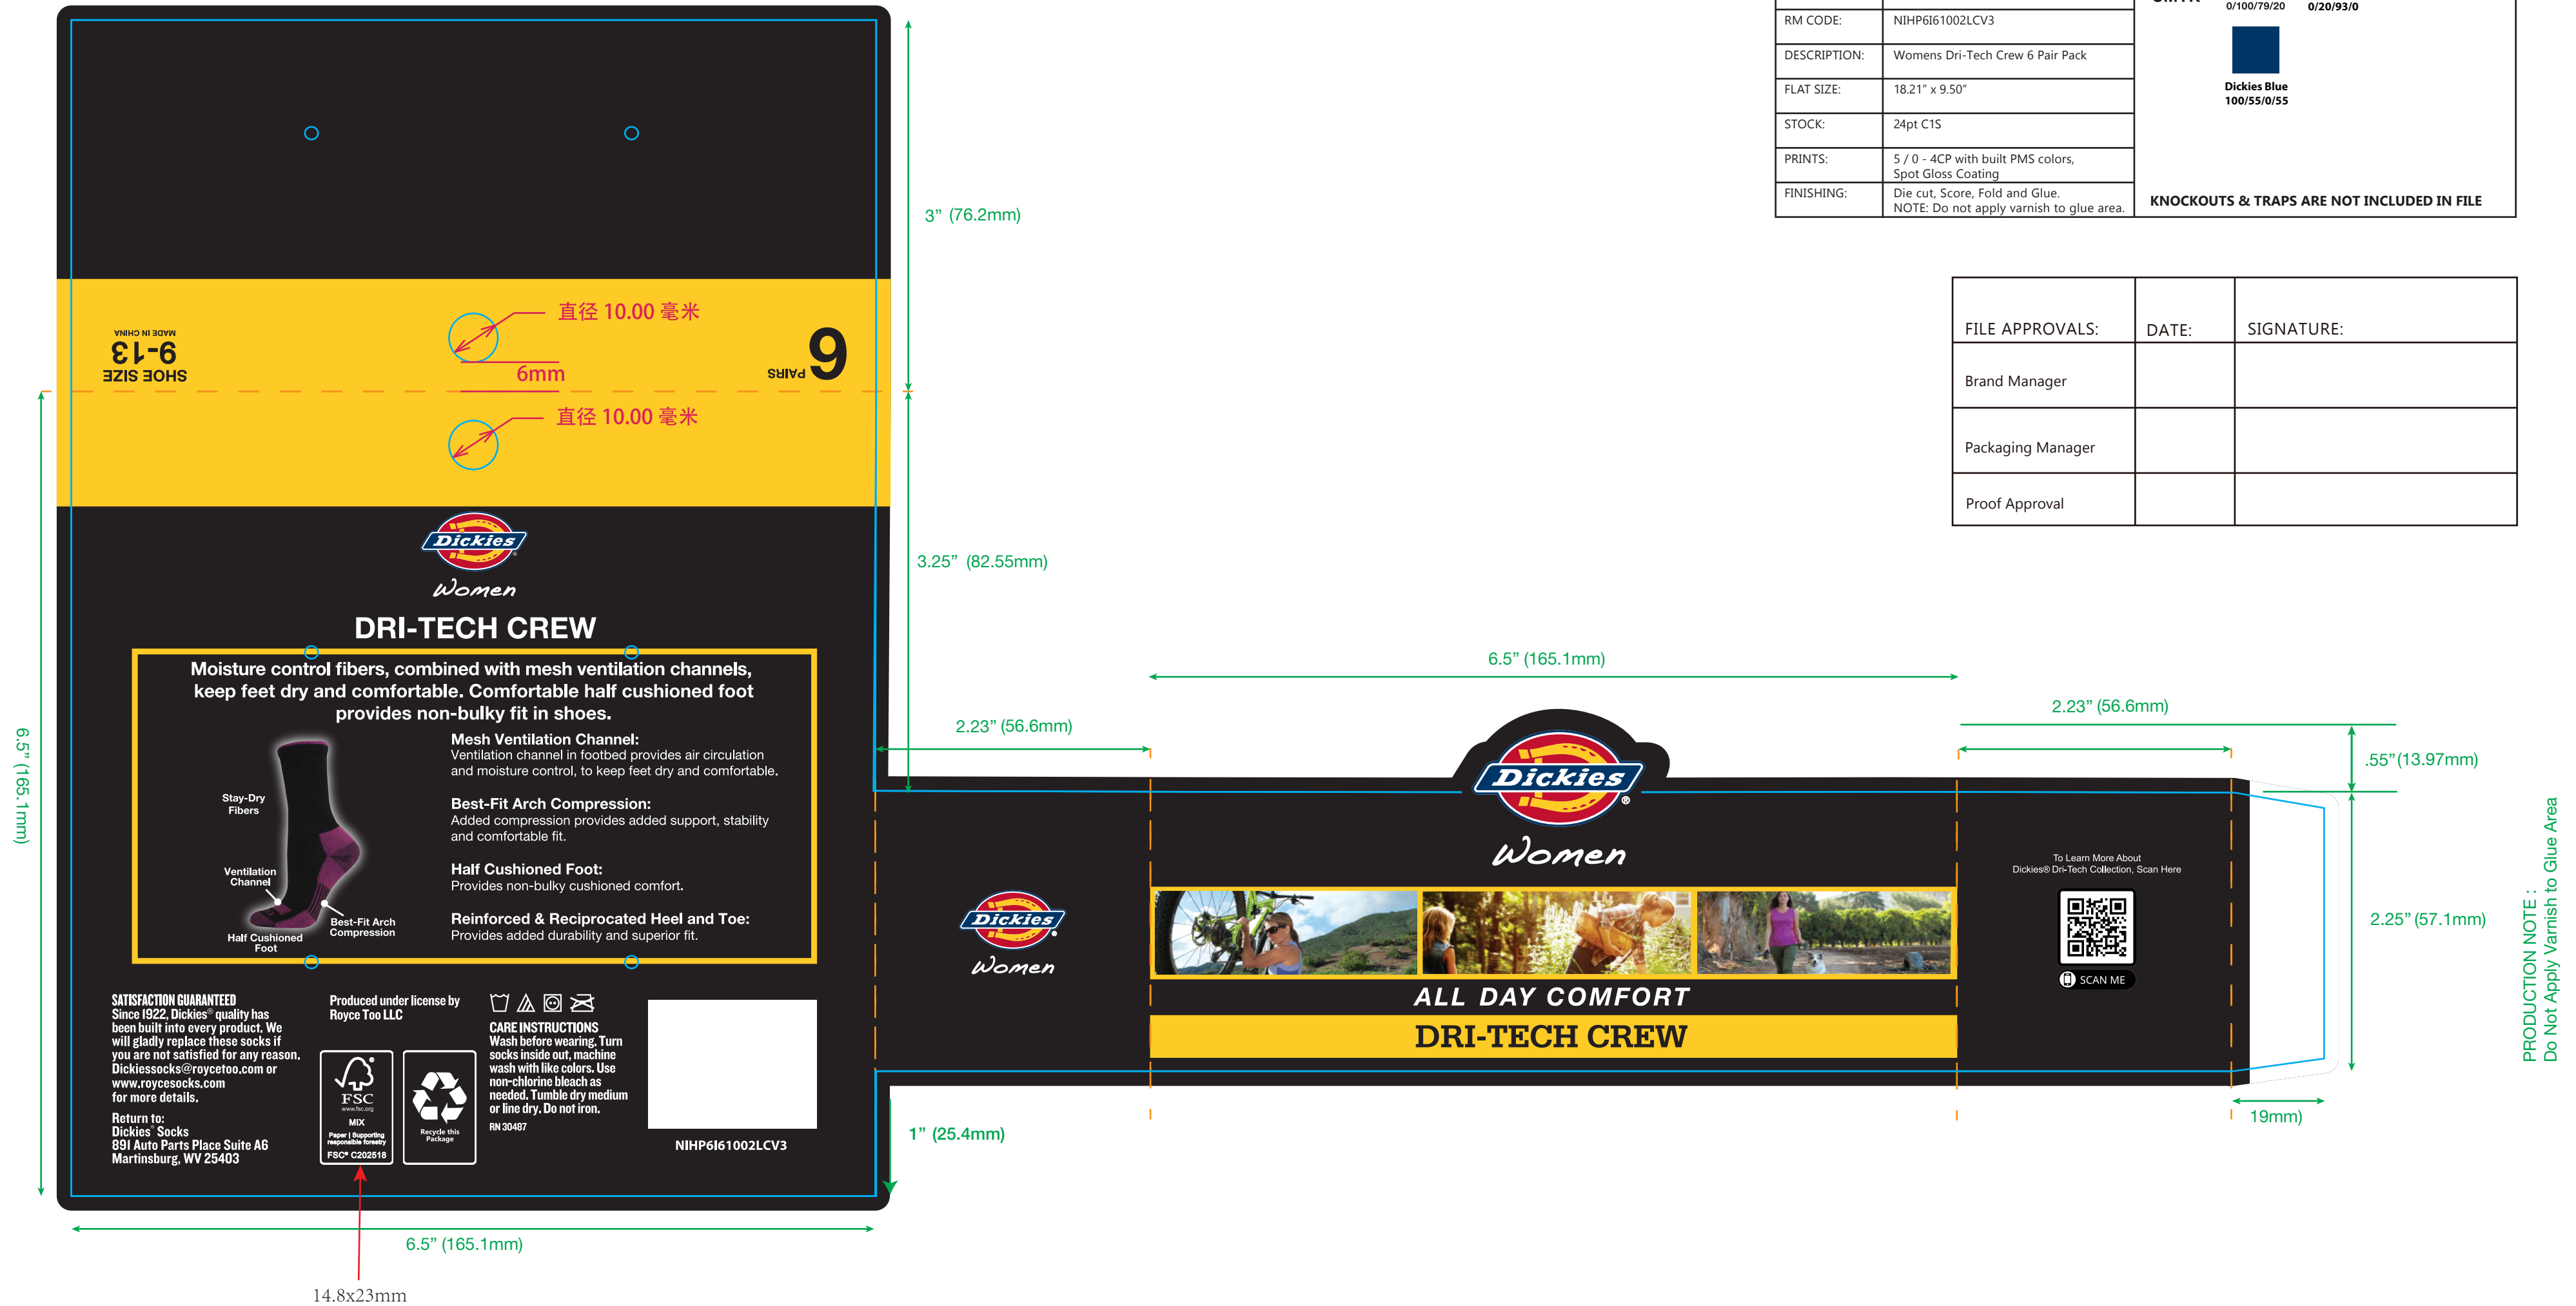 0/100/79/20 0/20/93/0
RM CODE: NIHP6I61002LCV3
DESCRIPTION: Womens Dri-Tech Crew 6 Pair Pack
Dickies Blue
100/55/0/55
FLAT SIZE: 18.21" x 9.50"
STOCK: 24pt C1S
PRINTS: 5 / 0 - 4CP with built PMS colors,
Spot Gloss Coating
FINISHING: Die cut, Score, Fold and Glue.
NOTE: Do not apply varnish to glue area.
KNOCKOUTS & TRAPS ARE NOT INCLUDED IN FILE
FILE APPROVALS: DATE: SIGNATURE:
Brand Manager
Packaging Manager
Proof Approval
3” (76.2mm)
直径 10.00 毫米
6mm
直径 10.00 毫米
SHOE SIZE
9-13
MADE IN CHINA
6 PAIRS
3.25” (82.55mm)
6.5” (165.1mm)
Dickies®
Women
DRI-TECH CREW
Moisture control fibers, combined with mesh ventilation channels,
keep feet dry and comfortable. Comfortable half cushioned foot
provides non-bulky fit in shoes.
Mesh Ventilation Channel:
Ventilation channel in footbed provides air circulation
and moisture control, to keep feet dry and comfortable.
Best-Fit Arch Compression:
Added compression provides added support, stability
and comfortable fit.
Half Cushioned Foot:
Provides non-bulky cushioned comfort.
Reinforced & Reciprocated Heel and Toe:
Provides added durability and superior fit.
Stay-Dry
Fibers
Ventilation
Channel
Best-Fit Arch
Compression
Half Cushioned
Foot
SATISFACTION GUARANTEED
Since 1922, Dickies® quality has
been built into every product. We
will gladly replace these socks if
you are not satisfied for any reason.
Dickiessocks@roycetoo.com or
www.roycesocks.com
for more details.
Return to:
Dickies® Socks
891 Auto Parts Place Suite A6
Martinsburg, WV 25403
Produced under license by
Royce Too LLC
FSC
www.fsc.org
MIX
Paper | Supporting
responsible forestry
FSC® C202518
Recycle this
Package
CARE INSTRUCTIONS
Wash before wearing. Turn
socks inside out, machine
wash with like colors. Use
non-chlorine bleach as
needed. Tumble dry medium
or line dry. Do not iron.
RN 30487
NIHP6I61002LCV3
1” (25.4mm)
6.5” (165.1mm)
14.8x23mm
2.23” (56.6mm)
6.5” (165.1mm)
2.23” (56.6mm)
.55”(13.97mm)
2.25” (57.1mm)
19mm)
Dickies
Women
Dickies®
Women
ALL DAY COMFORT
DRI-TECH CREW
To Learn More About
Dickies® Dri-Tech Collection, Scan Here
SCAN ME
PRODUCTION NOTE :
Do Not Apply Varnish to Glue Area